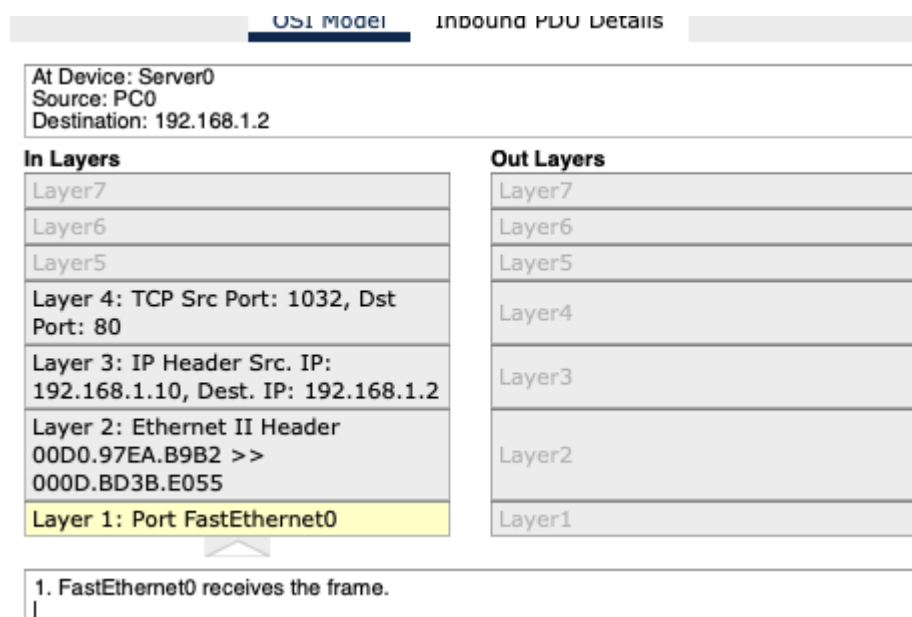 OSI Model Inbound PDU Details
At Device: Server0
Source: PC0
Destination: 192.168.1.2
In Layers
Out Layers
Layer7
Layer7
Layer6
Layer6
Layer5
Layer5
Layer 4: TCP Src Port: 1032, Dst
Port: 80
Layer4
Layer 3: IP Header Src. IP:
192.168.1.10, Dest. IP: 192.168.1.2
Layer3
Layer 2: Ethernet II Header
00D0.97EA.B9B2 >>
000D.BD3B.E055
Layer2
Layer 1: Port FastEthernet0
Layer1
1. FastEthernet0 receives the frame.